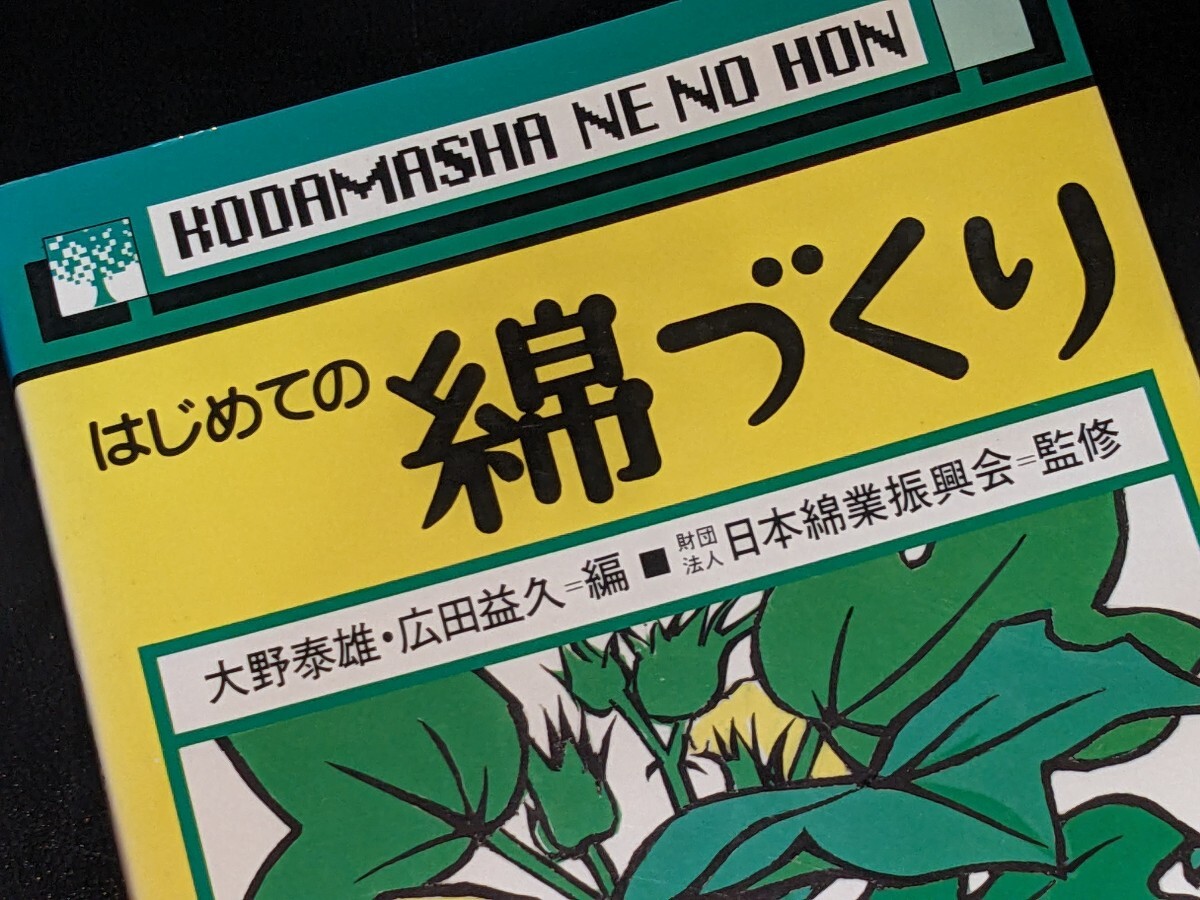 KODAMASHA NE NO HON
はじめての 綿づくり
大野泰雄・広田益久=編 ■ 財団法人 日本綿業振興会=監修